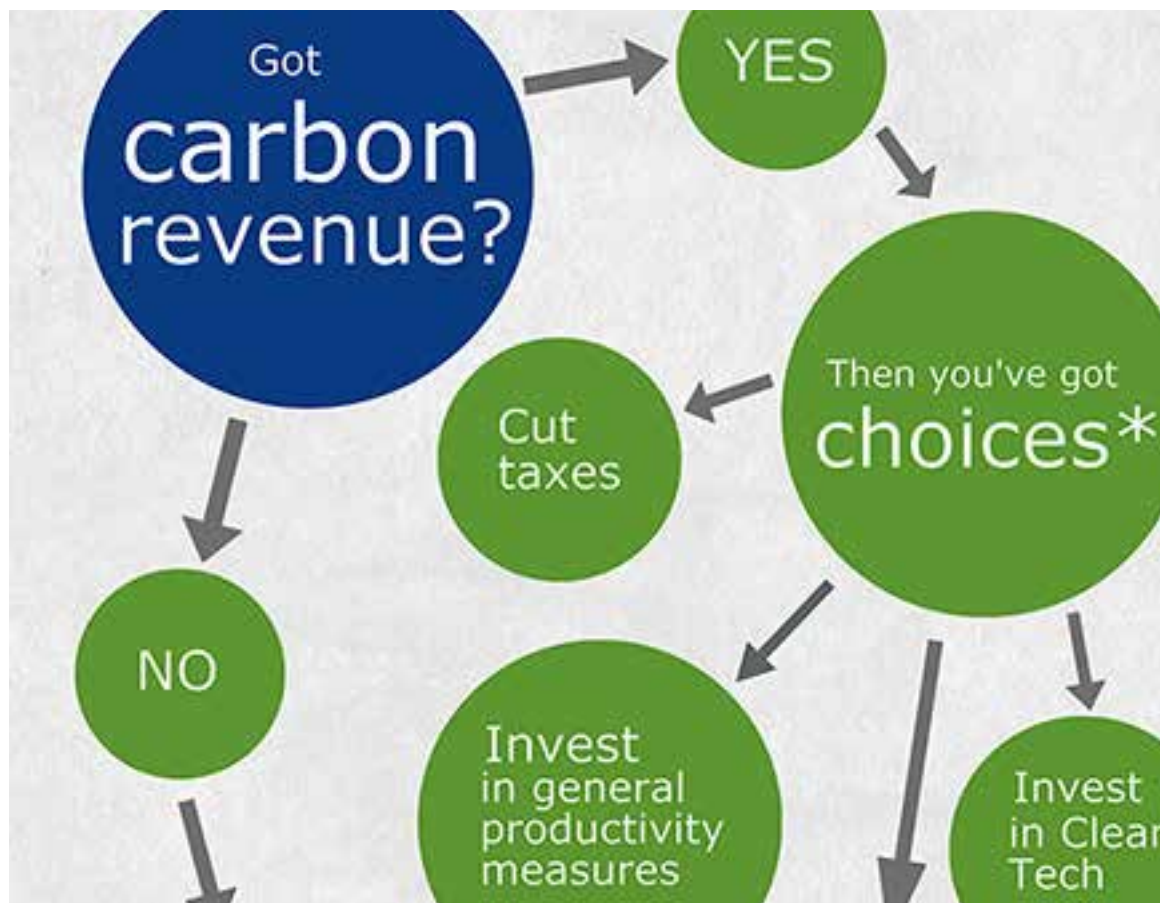 Got
carbon
revenue?
YES
Then you've got
choices*
Cut
taxes
NO
Invest
in general
productivity
measures
Invest
in Clean
Tech